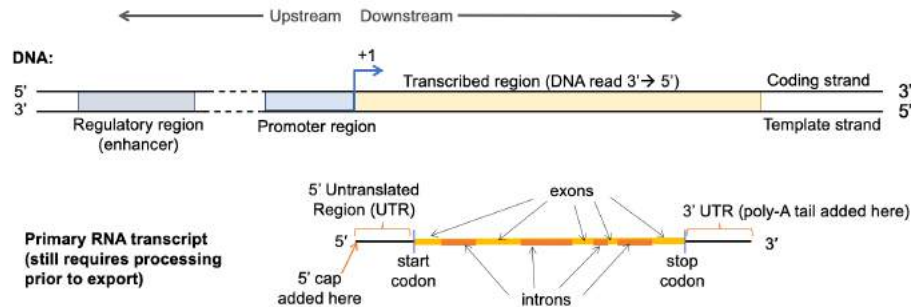 Upstream Downstream
DNA:
+1
Transcribed region (DNA read 3'→ 5')
Coding strand
5' 3'
3' 5'
Regulatory region
(enhancer)
Promoter region
Template strand
5' Untranslated
Region (UTR)
exons
3' UTR (poly-A tail added here)
Primary RNA transcript
(still requires processing
prior to export)
5' 3'
start
codon
stop
codon
5' cap
added here
introns